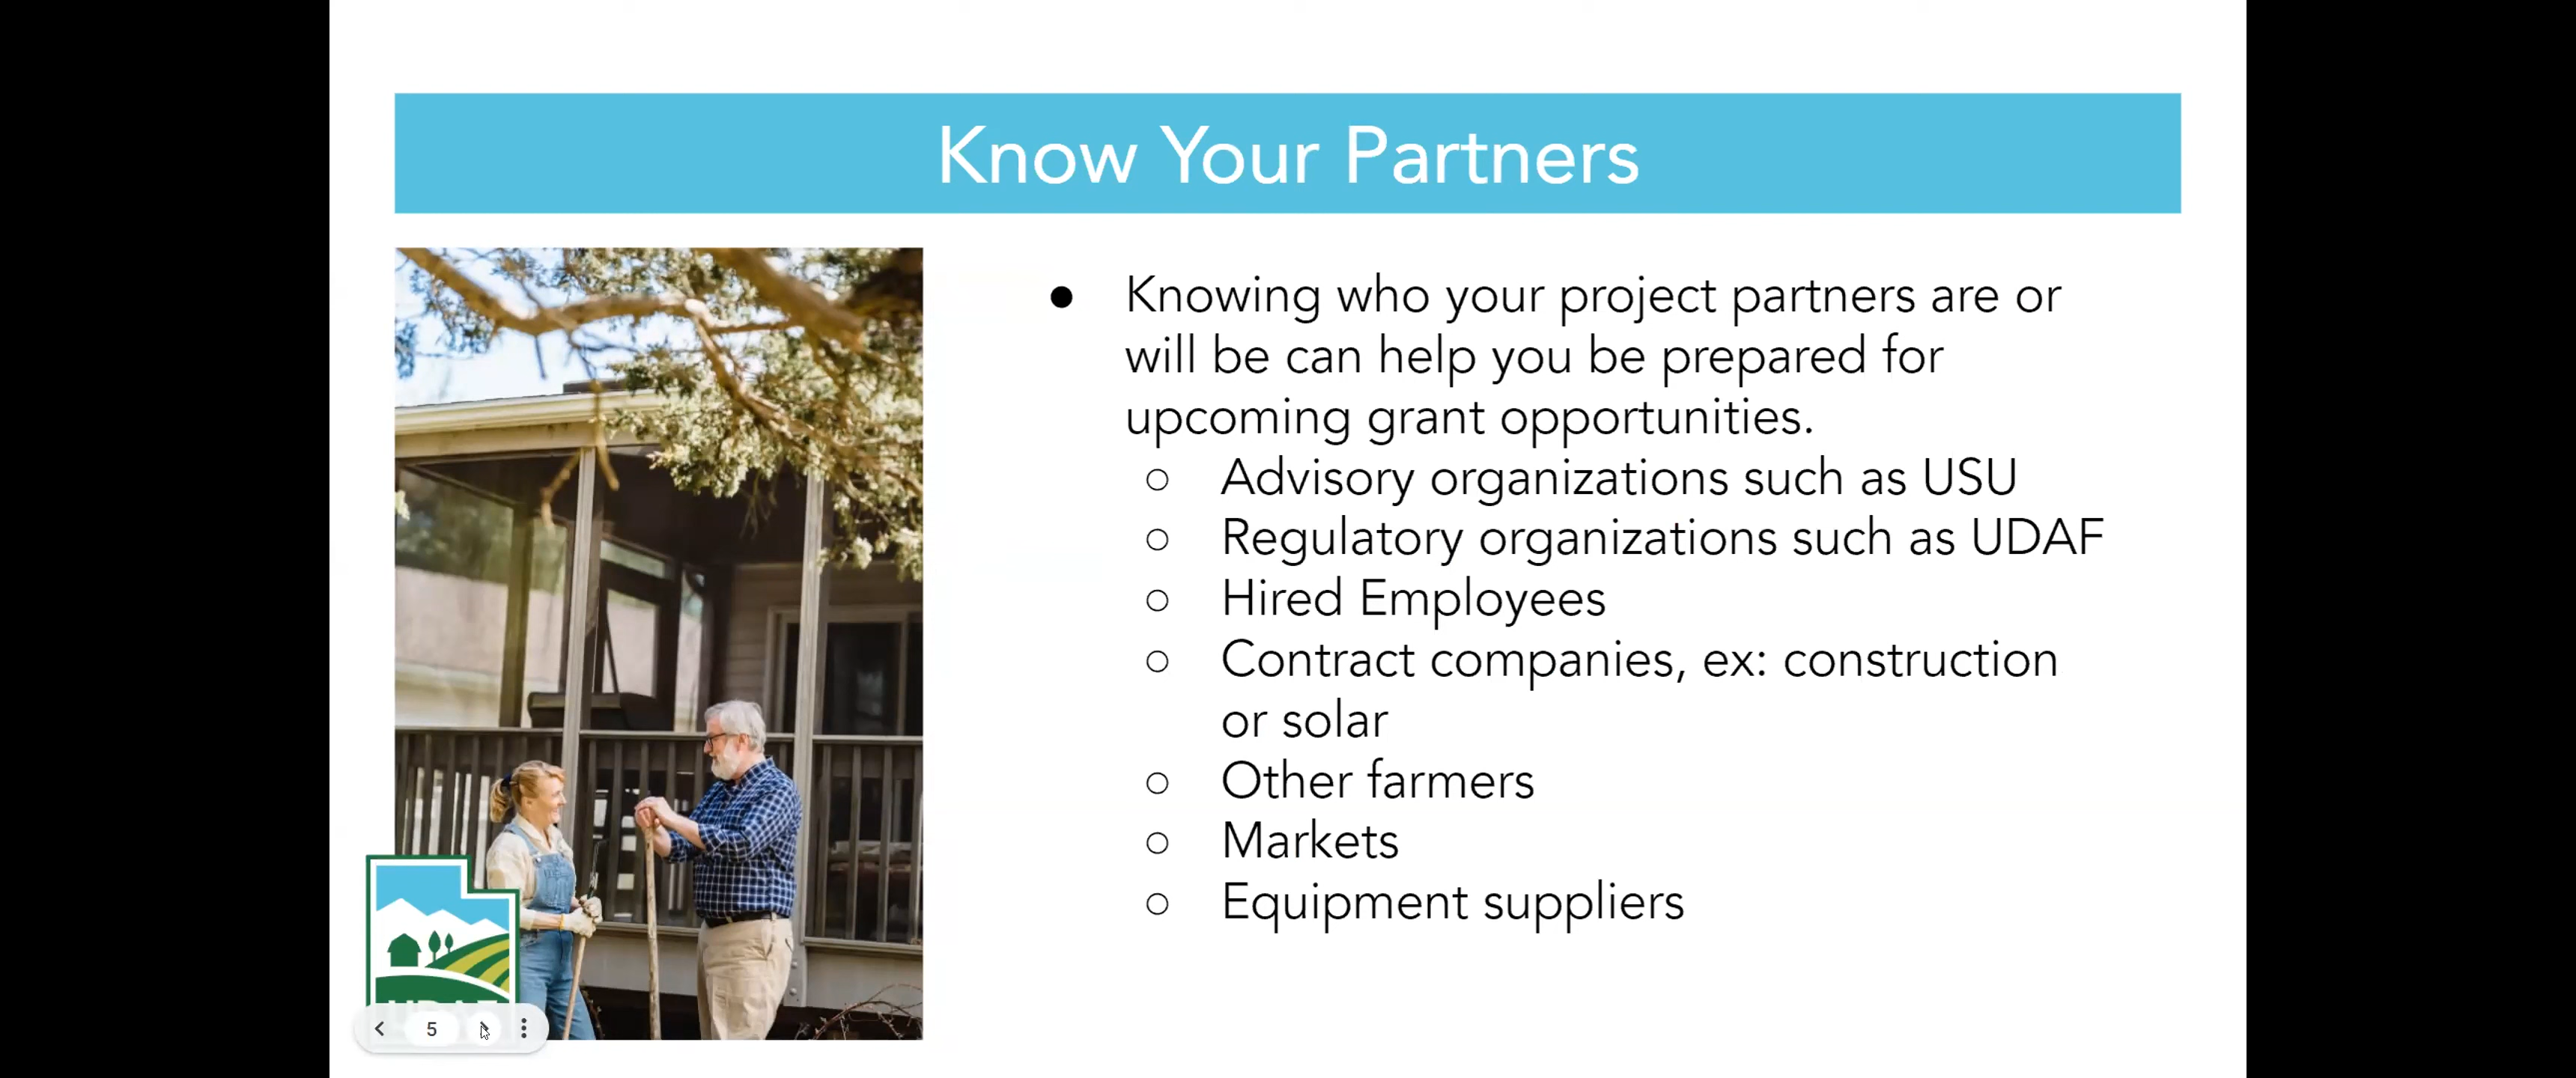 Know Your Partners
● Knowing who your project partners are or
will be can help you be prepared for
upcoming grant opportunities.
○ Advisory organizations such as USU
○ Regulatory organizations such as UDAF
○ Hired Employees
○ Contract companies, ex: construction
or solar
○ Other farmers
○ Markets
○ Equipment suppliers
5